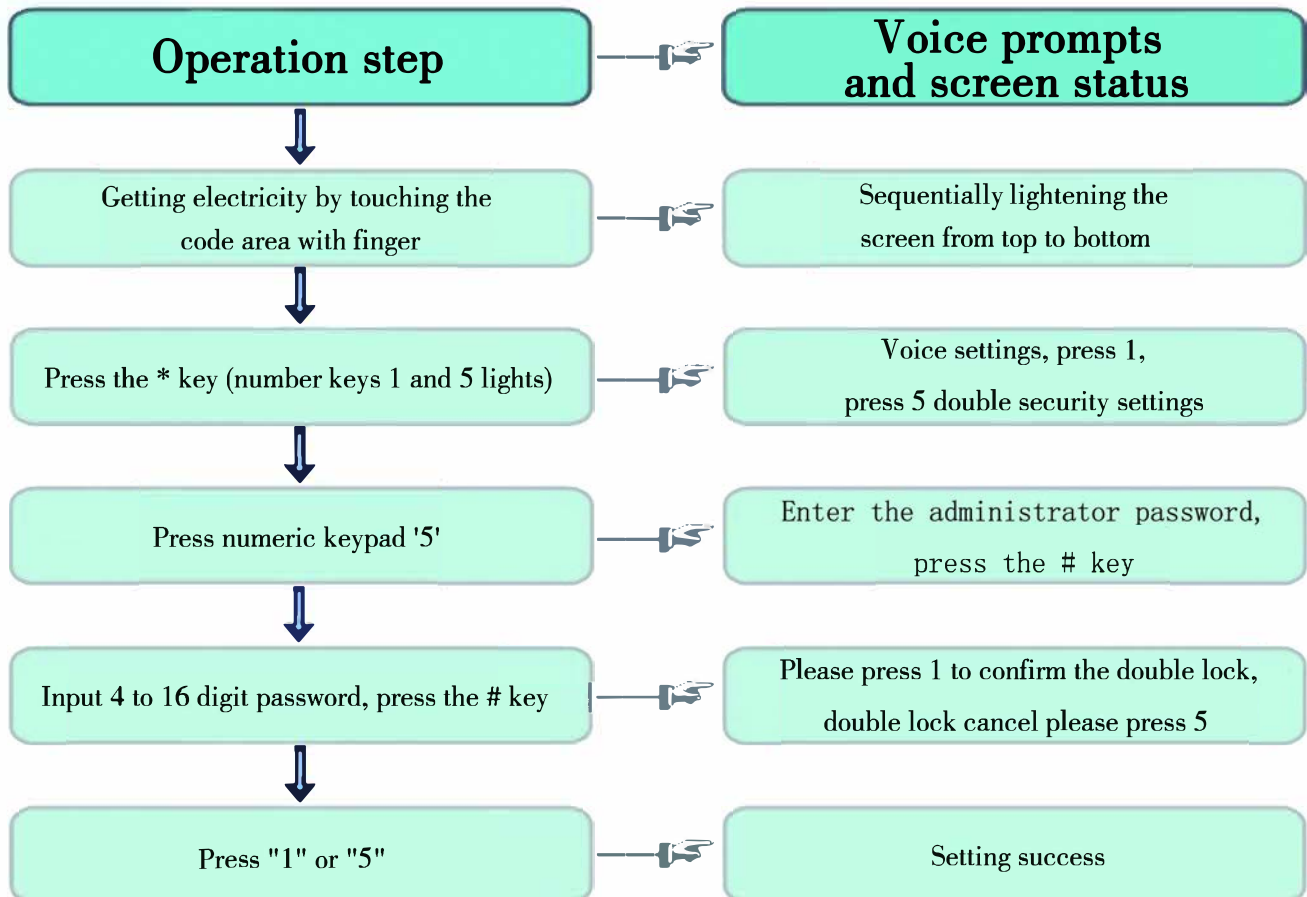 Operation step
Voice prompts
and screen status
Getting electricity by touching the
code area with finger
Sequentially lightening the
screen from top to bottom
Press the * key (number keys 1 and 5 lights)
Voice settings, press 1,
press 5 double security settings
Press numeric keypad '5'
Enter the administrator password,
press the # key
Input 4 to 16 digit password, press the # key
Please press 1 to confirm the double lock,
double lock cancel please press 5
Press "1" or "5"
Setting success